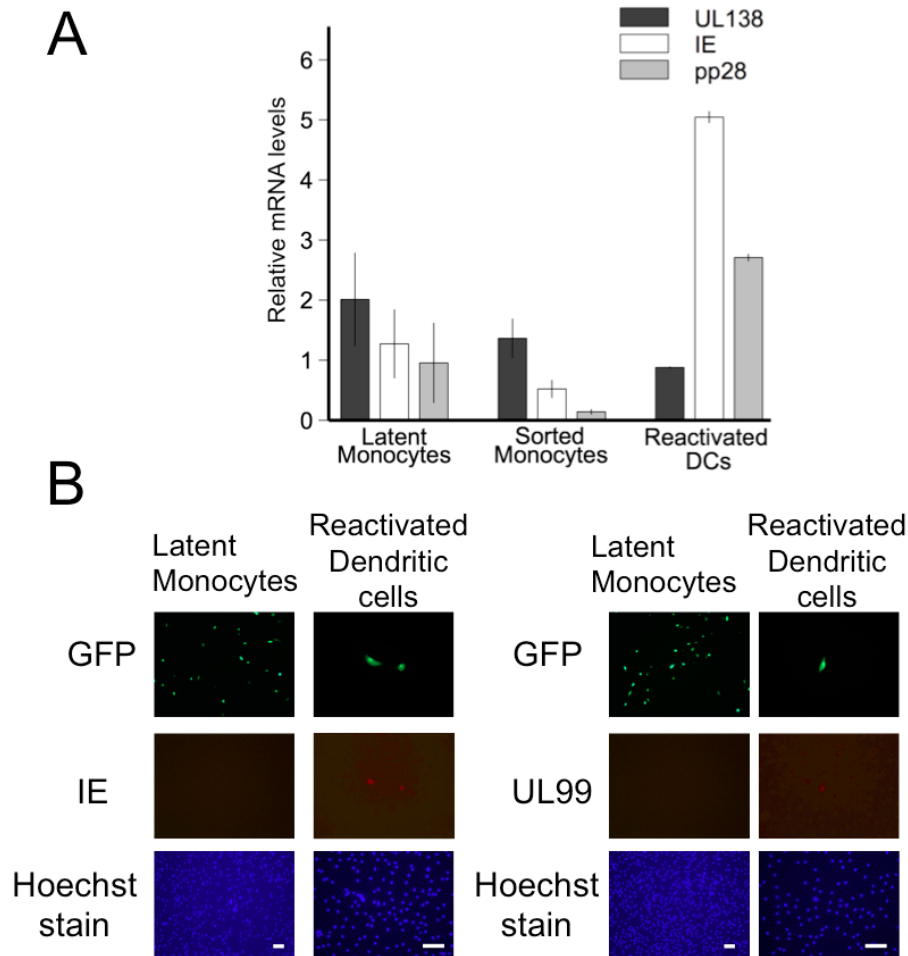 A
UL138
IE
pp28
Relative mRNA levels
6
5
4
3
2
1
0
Latent
Monocytes
Sorted
Monocytes
Reactivated
DCs
B
Latent
Monocytes
Reactivated
Dendritic
cells
Latent
Monocytes
Reactivated
Dendritic
cells
GFP
GFP
IE
UL99
Hoechst
stain
Hoechst
stain